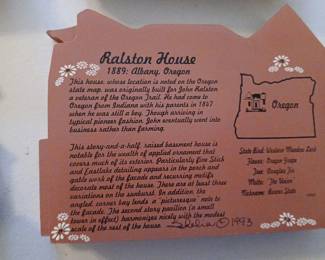 Ralston House
1889: Albany, Oregon
This house, whose location is noted on the Oregon
state map, was originally built for John Ralston
a veteran of the Oregon Trail. He had come to
Oregon from Indiana with his parents in 1847
when he was still a boy. Though arriving in
typical pioneer fashion, John eventually went into
business rather than farming.
This story-and-a-half, raised basement house is
notable for the wealth of applied ornament that
covers much of its exterior. Particularly fine Stick
and Eastlake detailing appears in the porch and
gable work of the facade and recurring motifs
decorate most of the house. There are at least three
variations on the sunburst. In addition, the
angled corner bay lends a "picturesque" note to
the facade. The second story pavilion (a small
tower in effect) harmonizes nicely with the modest
scale of the rest of the house.
Shelia © 1993
Oregon
State Bird: Western Meadow Lark
Flower: Oregon Grape
Tree: Douglas Fir
Motto: The Union
Nickname: Beaver State